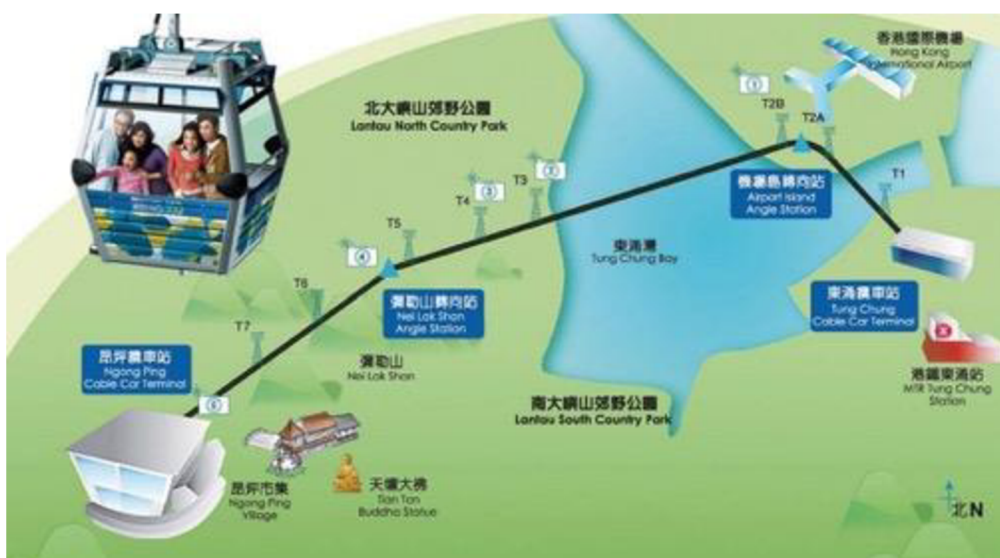 香港國際機場
Hong Kong
International Airport
北大嶼山郊野公園
Lantau North Country Park
①
T2B
T2A
②
T3
③
T4
T1
機場島轉向站
Airport Island
Angle Station
T5
④
東涌灣
Tung Chung Bay
T6
彌勒山轉向站
Nei Lak Shan
Angle Station
東涌纜車站
Tung Chung
Cable Car Terminal
T7
昂坪纜車站
Ngong Ping
Cable Car Terminal
彌勒山
Nei Lak Shan
港鐵東涌站
MTR Tung Chung
Station
⑤
南大嶼山郊野公園
Lantau South Country Park
昂坪市集
Ngong Ping
Village
天壇大佛
Tian Tan
Buddha Statue
北N